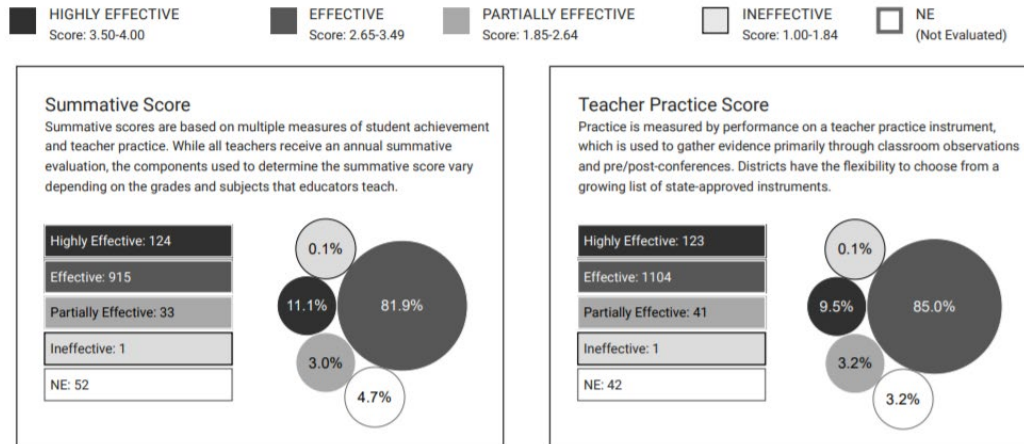 HIGHLY EFFECTIVE
Score: 3.50-4.00
EFFECTIVE
Score: 2.65-3.49
PARTIALLY EFFECTIVE
Score: 1.85-2.64
INEFFECTIVE
Score: 1.00-1.84
NE
(Not Evaluated)
Summative Score
Summative scores are based on multiple measures of student achievement
and teacher practice. While all teachers receive an annual summative
evaluation, the components used to determine the summative score vary
depending on the grades and subjects that educators teach.
Highly Effective: 124
Effective: 915
Partially Effective: 33
Ineffective: 1
NE: 52
0.1%
11.1%
81.9%
3.0%
4.7%
Teacher Practice Score
Practice is measured by performance on a teacher practice instrument,
which is used to gather evidence primarily through classroom observations
and pre/post-conferences. Districts have the flexibility to choose from a
growing list of state-approved instruments.
Highly Effective: 123
Effective: 1104
Partially Effective: 41
Ineffective: 1
NE: 42
0.1%
9.5%
85.0%
3.2%
3.2%